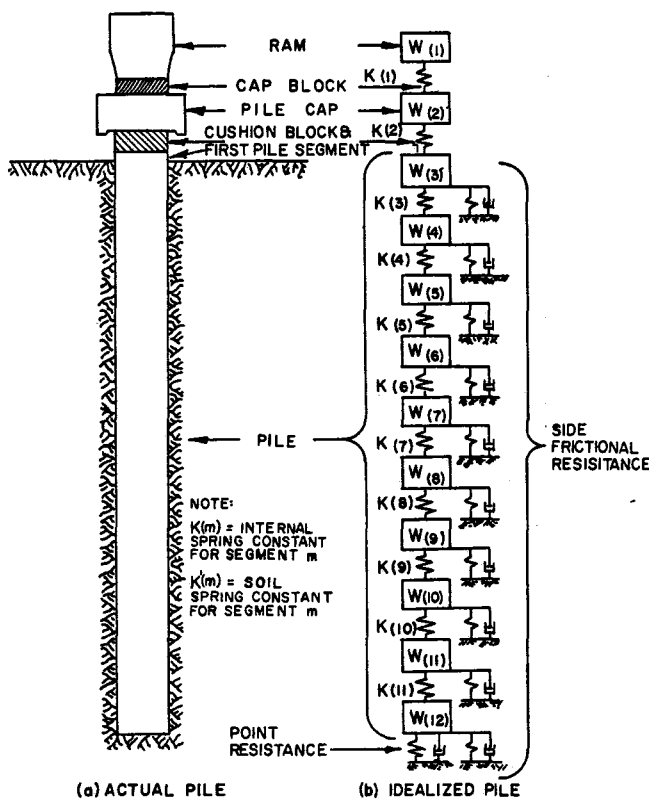 RAM
W(1)
K(1)
CAP BLOCK
PILE CAP
W(2)
CUSHION BLOCK &
FIRST PILE SEGMENT
K(2)
W(3)
K(3)
W(4)
K(4)
W(5)
K(5)
W(6)
K(6)
W(7)
PILE
K(7)
SIDE
FRICTIONAL
RESISITANCE
W(8)
NOTE:
K(m) = INTERNAL
SPRING CONSTANT
FOR SEGMENT m
K'(m) = SOIL
SPRING CONSTANT
FOR SEGMENT m
K(8)
W(9)
K(9)
W(10)
K(10)
W(11)
K(11)
W(12)
POINT
RESISTANCE
(a) ACTUAL PILE
(b) IDEALIZED PILE